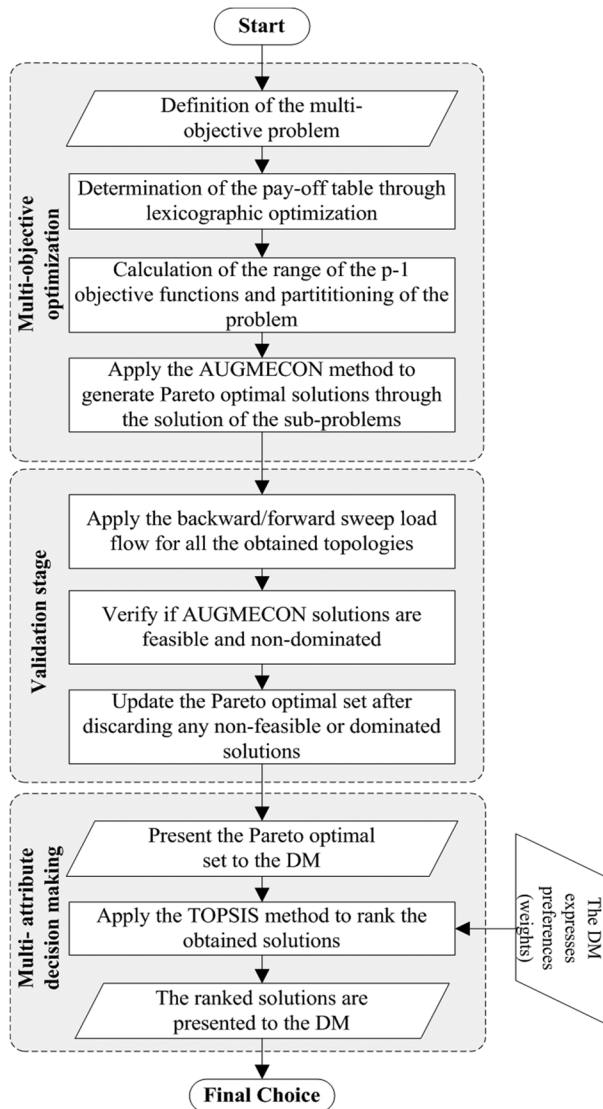 Start
Multi-objective
optimization
Definition of the multi-
objective problem
Determination of the pay-off table through
lexicographic optimization
Calculation of the range of the p-1
objective functions and partititioning of the
problem
Apply the AUGMECON method to
generate Pareto optimal solutions through
the solution of the sub-problems
Validation stage
Apply the backward/forward sweep load
flow for all the obtained topologies
Verify if AUGMECON solutions are
feasible and non-dominated
Update the Pareto optimal set after
discarding any non-feasible or dominated
solutions
Multi- attribute
decision making
Present the Pareto optimal
set to the DM
Apply the TOPSIS method to rank the
obtained solutions
The ranked solutions are
presented to the DM
The DM
expresses
preferences
(weights)
Final Choice